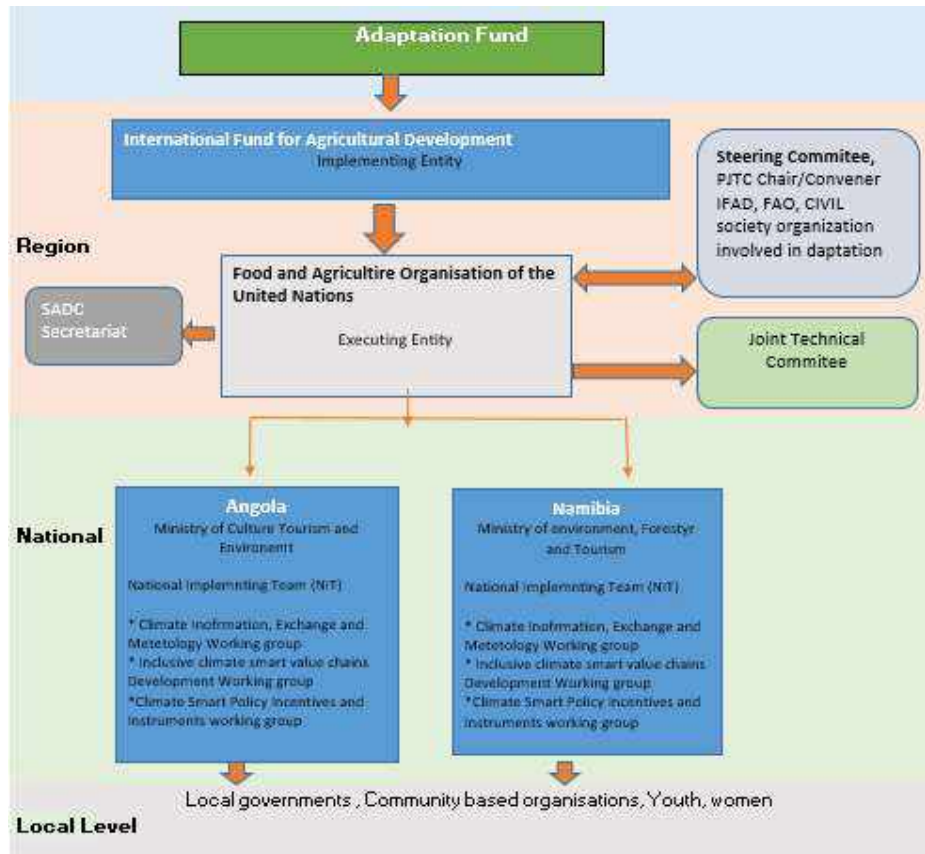 Adaptation Fund
International Fund for Agricultural Development
Implementing Entity
Steering Commitee,
PJTC Chair/Convener
IFAD, FAO, CIVIL
society organization
involved in daptation
Region
Food and Agricultire Organisation of the
United Nations
Executing Entity
SADC
Secretariat
Joint Technical
Commitee
National
Angola
Ministry of Culture Tourism and
Environentt
National Implemnting Team (NIT)
* Climate Inofrmation, Exchange and
Metetology Working group
* Inclusive climate smart value chains
Development Working group
*Climate Smart Policy Incentives and
Instruments working group
Namibia
Ministry of environment, Forestyr
and Tourism
National Implemnting Team (NIT)
* Climate Inofrmation, Exchange and
Metetology Working group
* Inclusive climate smart value chains
Development Working group
*Climate Smart Policy Incentives and
Instruments working group
Local governments , Community based organisations, Youth, women
Local Level